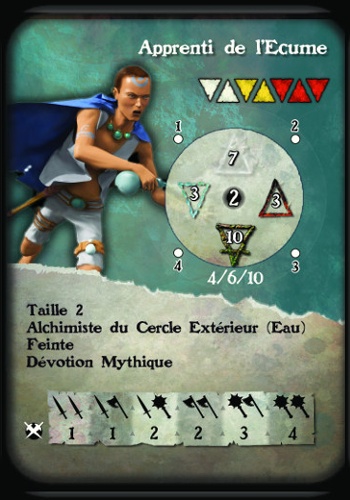 Apprenti de l'Ecume
1 2
7
3 2 3
10
4 3
4/6/10
Taille 2
Alchimiste du Cercle Extérieur (Eau)
Feinte
Dévotion Mythique
1 1 2 2 3 4